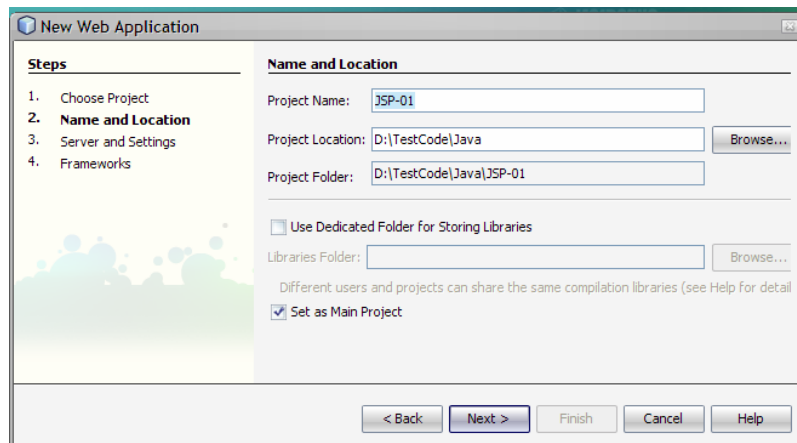 New Web Application
Steps
1. Choose Project
2. Name and Location
3. Server and Settings
4. Frameworks
Name and Location
Project Name: JSP-01
Project Location: D:\TestCode\Java Browse...
Project Folder: D:\TestCode\Java\JSP-01
Use Dedicated Folder for Storing Libraries
Libraries Folder: Browse...
Different users and projects can share the same compilation libraries (see Help for detail
Set as Main Project
< Back Next > Finish Cancel Help